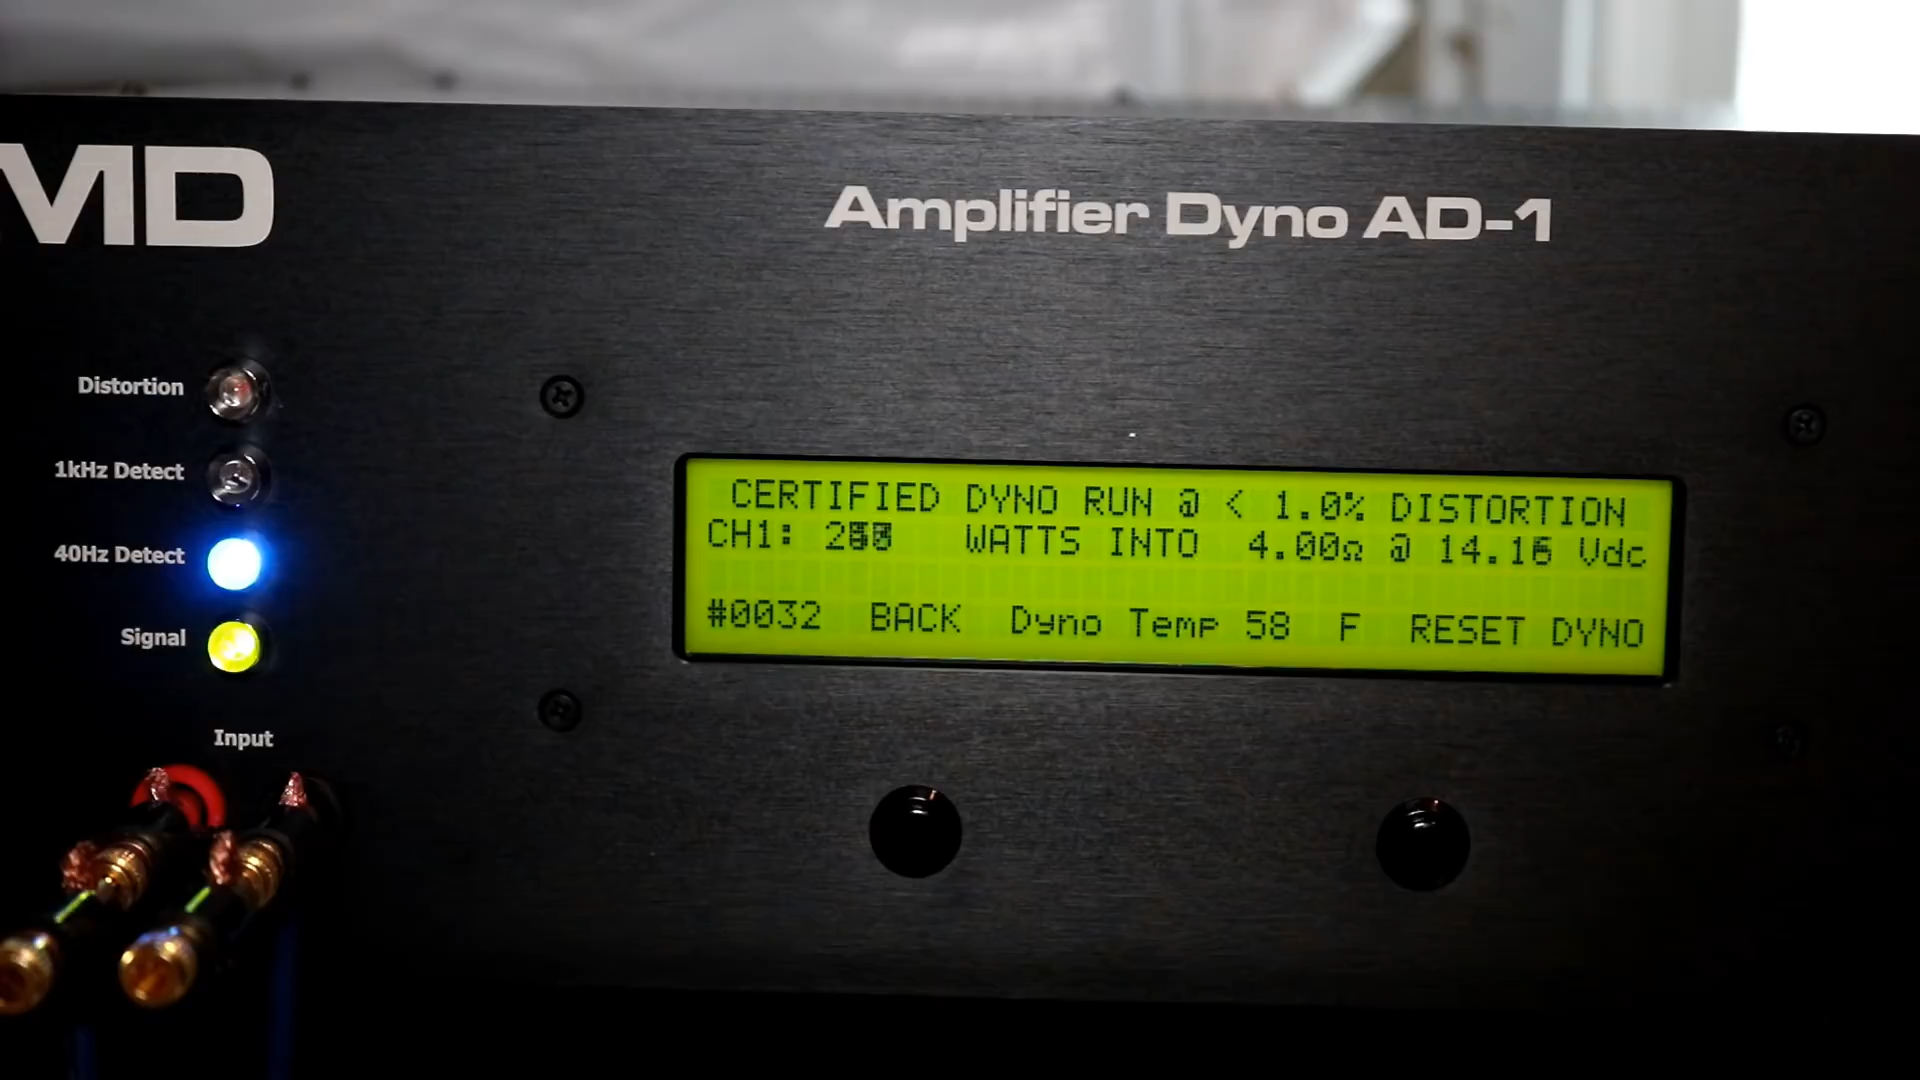 MD
Amplifier Dyno AD-1
Distortion
1kHz Detect
40Hz Detect
Signal
Input
CERTIFIED DYNO RUN @ < 1.0% DISTORTION
CH1: WATTS INTO 4.00Ω @ Vdc
#0032 BACK Dyno Temp 58 F RESET DYNO